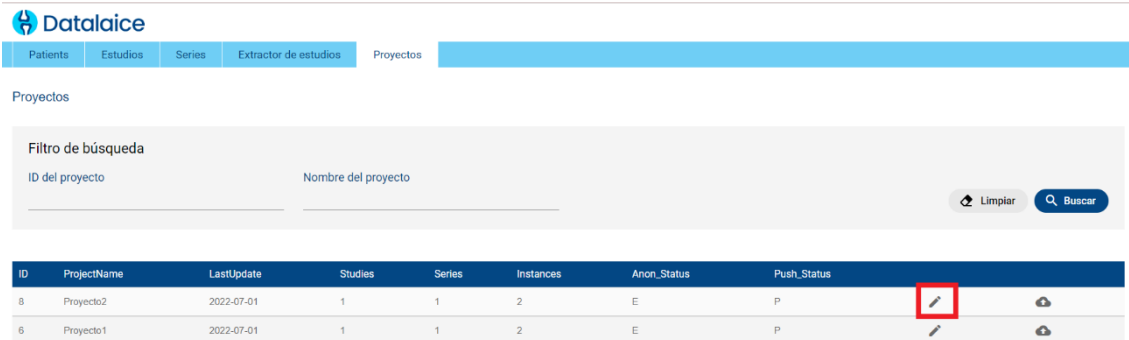 Datalaice
Patients Estudios Series Extractor de estudios Proyectos
Proyectos
Filtro de búsqueda
ID del proyecto Nombre del proyecto
Limpiar Buscar
ID ProjectName LastUpdate Studies Series Instances Anon_Status Push_Status
8 Proyecto2 2022-07-01 1 1 2 E P
6 Proyecto1 2022-07-01 1 1 2 E P